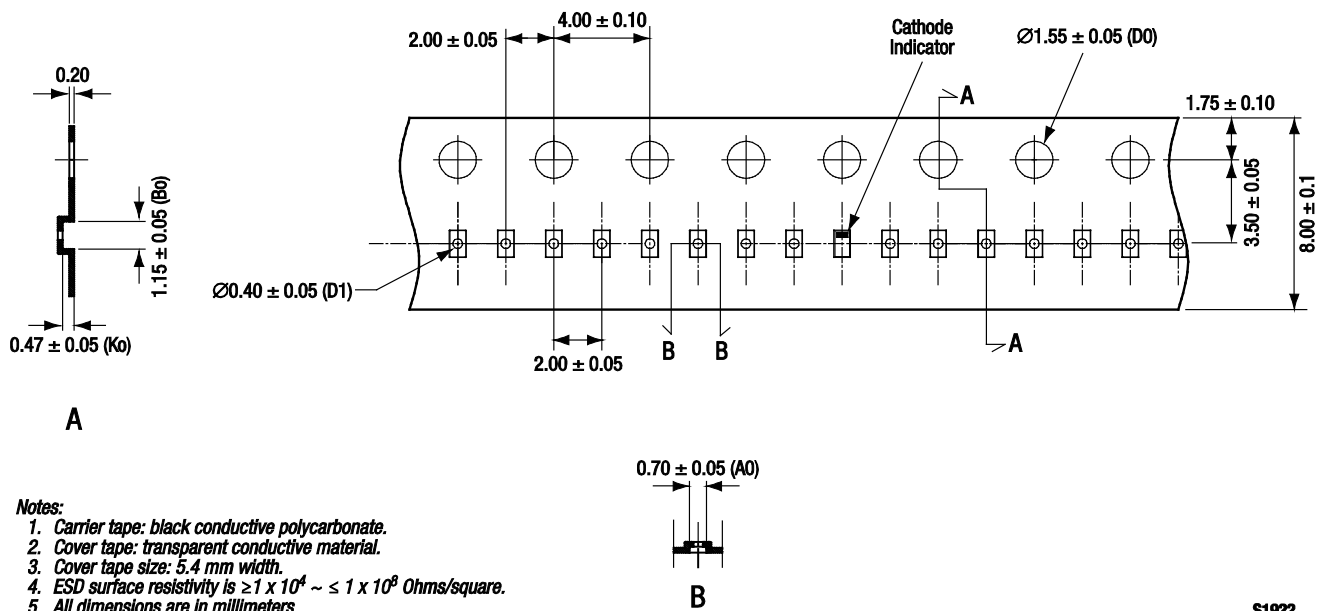 4.00 ± 0.10
2.00 ± 0.05
Cathode
Indicator
Ø1.55 ± 0.05 (D0)
0.20
A
1.75 ± 0.10
1.15 ± 0.05 (Bo)
3.50 ± 0.05
8.00 ± 0.1
Ø0.40 ± 0.05 (D1)
0.47 ± 0.05 (Ko)
B
B
A
2.00 ± 0.05
A
0.70 ± 0.05 (A0)
B
Notes:
1. Carrier tape: black conductive polycarbonate.
2. Cover tape: transparent conductive material.
3. Cover tape size: 5.4 mm width.
4. ESD surface resistivity is ≥1 x 10⁴ ~ ≤ 1 x 10⁸ Ohms/square.
5. All dimensions are in millimeters
S1922